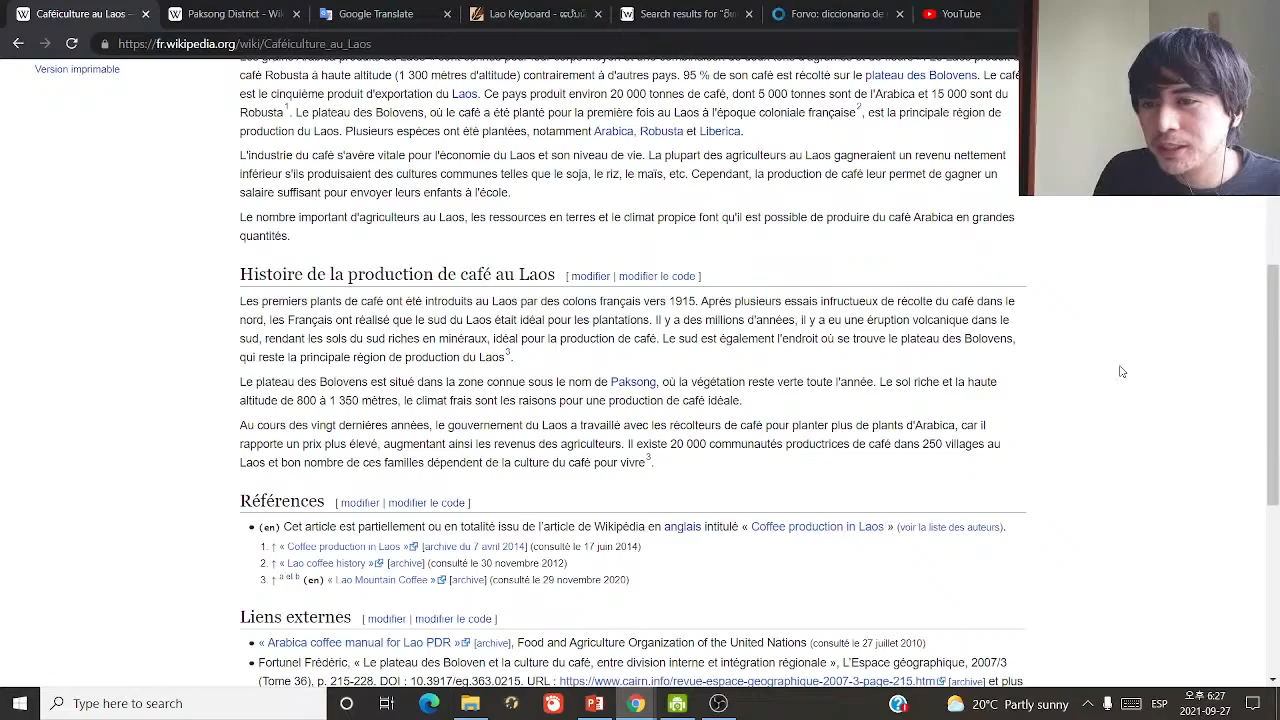 Caféiculture au Laos —
Paksong District - Wiki
Google Translate
Lao Keyboard -
Search results for "
Forvo: diccionario de
YouTube
https://fr.wikipedia.org/wiki/Caféiculture_au_Laos
Version imprimable
café Robusta à haute altitude (1 300 mètres d'altitude) contrairement à d'autres pays. 95 % de son café est récolté sur le plateau des Bolovens. Le café
est le cinquième produit d'exportation du Laos. Ce pays produit environ 20 000 tonnes de café, dont 5 000 tonnes sont de l'Arabica et 15 000 sont du
Robusta1. Le plateau des Bolovens, où le café a été planté pour la première fois au Laos à l'époque coloniale française2, est la principale région de
production du Laos. Plusieurs espèces ont été plantées, notamment Arabica, Robusta et Liberica.
L'industrie du café s'avère vitale pour l'économie du Laos et son niveau de vie. La plupart des agriculteurs au Laos gagneraient un revenu nettement
inférieur s'ils produisaient des cultures communes telles que le soja, le riz, le maïs, etc. Cependant, la production de café leur permet de gagner un
salaire suffisant pour envoyer leurs enfants à l'école.
Le nombre important d'agriculteurs au Laos, les ressources en terres et le climat propice font qu'il est possible de produire du café Arabica en grandes
quantités.
Histoire de la production de café au Laos [ modifier | modifier le code ]
Les premiers plants de café ont été introduits au Laos par des colons français vers 1915. Après plusieurs essais infructueux de récolte du café dans le
nord, les Français ont réalisé que le sud du Laos était idéal pour les plantations. Il y a des millions d'années, il y a eu une éruption volcanique dans le
sud, rendant les sols du sud riches en minéraux, idéal pour la production de café. Le sud est également l'endroit où se trouve le plateau des Bolovens,
qui reste la principale région de production du Laos3.
Le plateau des Bolovens est situé dans la zone connue sous le nom de Paksong, où la végétation reste verte toute l'année. Le sol riche et la haute
altitude de 800 à 1 350 mètres, le climat frais sont les raisons pour une production de café idéale.
Au cours des vingt dernières années, le gouvernement du Laos a travaillé avec les récolteurs de café pour planter plus de plants d'Arabica, car il
rapporte un prix plus élevé, augmentant ainsi les revenus des agriculteurs. Il existe 20 000 communautés productrices de café dans 250 villages au
Laos et bon nombre de ces familles dépendent de la culture du café pour vivre3.
Références [ modifier | modifier le code ]
• (en) Cet article est partiellement ou en totalité issu de l'article de Wikipédia en anglais intitulé « Coffee production in Laos » (voir la liste des auteurs).
1. ↑ « Coffee production in Laos » [archive du 7 avril 2014] (consulté le 17 juin 2014)
2. ↑ « Lao coffee history » [archive] (consulté le 30 novembre 2012)
3. ↑ a et b (en) « Lao Mountain Coffee » [archive] (consulté le 29 novembre 2020)
Liens externes [ modifier | modifier le code ]
• « Arabica coffee manual for Lao PDR » [archive], Food and Agriculture Organization of the United Nations (consulté le 27 juillet 2010)
• Fortunel Frédéric, « Le plateau des Boloven et la culture du café, entre division interne et intégration régionale », L'Espace géographique, 2007/3
(Tome 36), p. 215-228. DOI : 10.3917/eg.363.0215. URL : https://www.cairn.info/revue-espace-geographique-2007-3-page-215.htm [archive] et plus
Type here to search
20°C Partly sunny
ESP
오후 6:27
2021-09-27